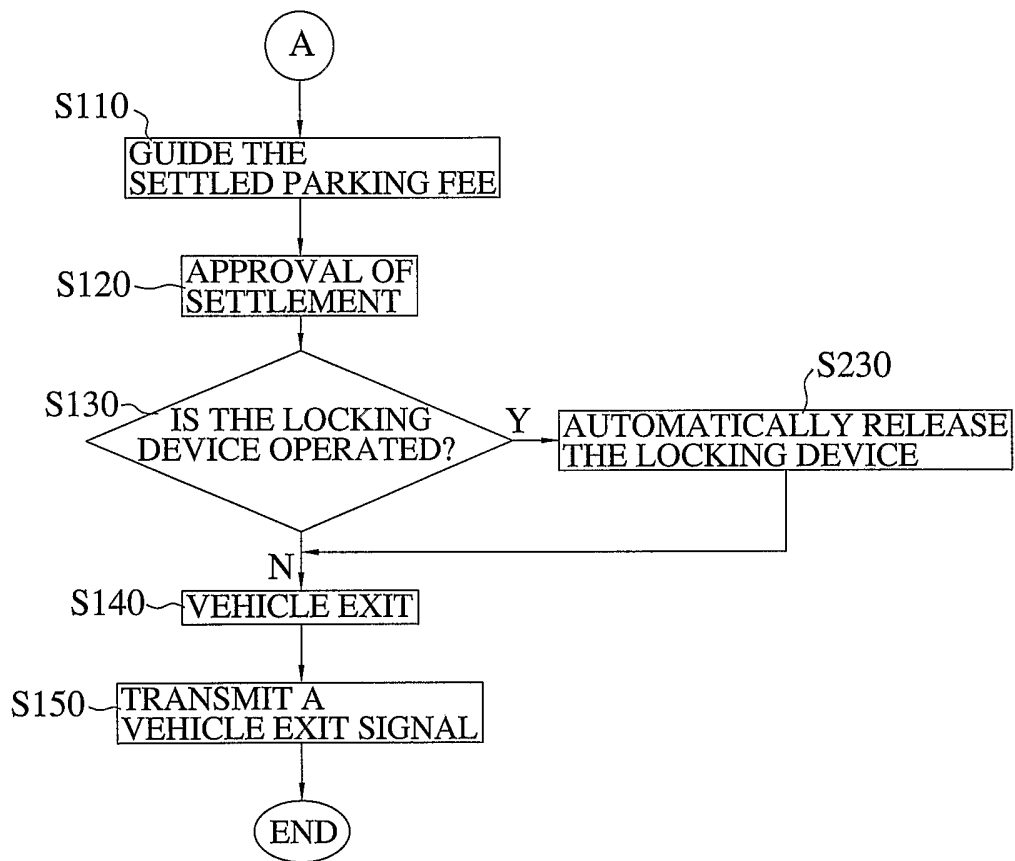 A
S110
GUIDE THE
SETTLED PARKING FEE
S120
APPROVAL OF
SETTLEMENT
S130
IS THE LOCKING
DEVICE OPERATED?
Y
S230
AUTOMATICALLY RELEASE
THE LOCKING DEVICE
N
S140
VEHICLE EXIT
S150
TRANSMIT A
VEHICLE EXIT SIGNAL
END